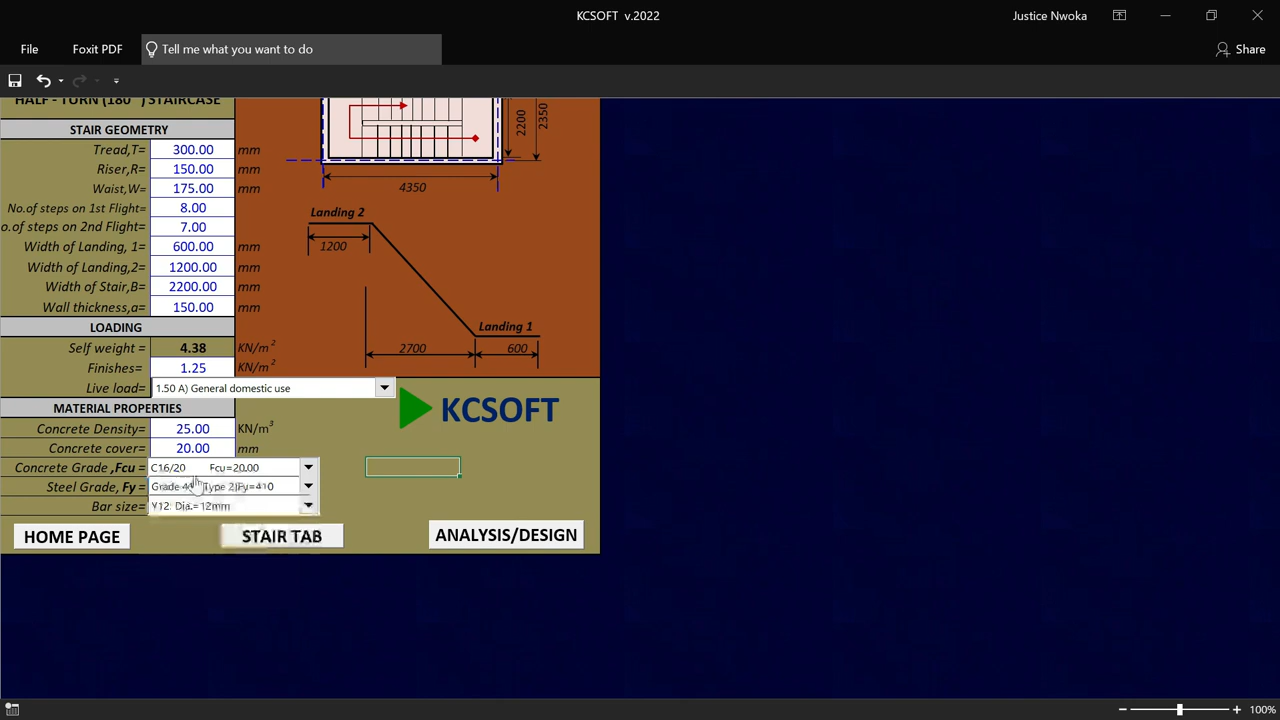 KCSOFT v.2022
Justice Nwoka
File
Foxit PDF
Tell me what you want to do
Share
HALF - TURN (180°) STAIRCASE
STAIR GEOMETRY
Tread,T= 300.00 mm
Riser,R= 150.00 mm
Waist,W= 175.00 mm
No.of steps on 1st Flight= 8.00
o.of steps on 2nd Flight= 7.00
Width of Landing, 1= 600.00 mm
Width of Landing,2= 1200.00 mm
Width of Stair,B= 2200.00 mm
Wall thickness,a= 150.00 mm
LOADING
Self weight = 4.38 KN/m²
Finishes= 1.25 KN/m²
Live load= 1.50 A) General domestic use
MATERIAL PROPERTIES
Concrete Density= 25.00 KN/m³
Concrete cover= 20.00 mm
Concrete Grade ,Fcu = C16/20 Fcu=20.00
Steel Grade, Fy =
Bar size= Y12: Dia.=12mm
2200
2350
4350
Landing 2
1200
Landing 1
2700
600
KCSOFT
HOME PAGE
STAIR TAB
ANALYSIS/DESIGN
100%